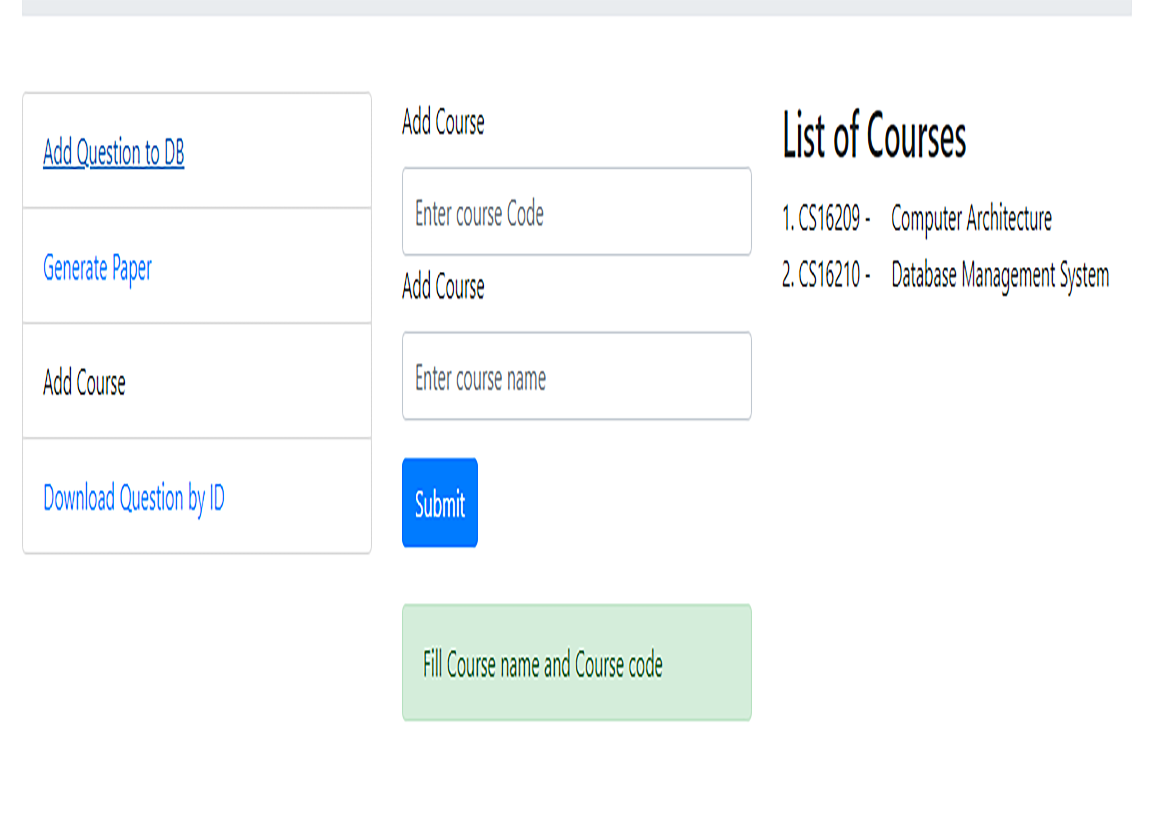 Add Question to DB
Generate Paper
Add Course
Download Question by ID
Add Course
Enter course Code
Add Course
Enter course name
Submit
Fill Course name and Course code
List of Courses
1. CS16209 - Computer Architecture
2. CS16210 - Database Management System